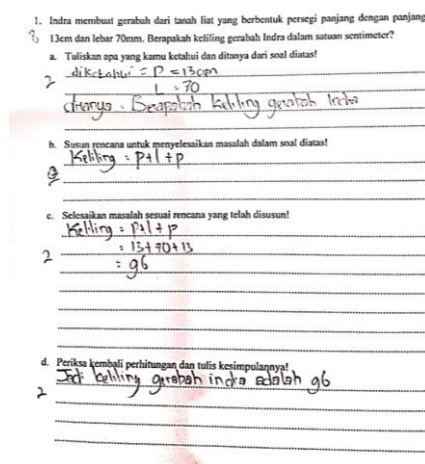 1. Indra membuat gerabah dari tanah liat yang berbentuk persegi panjang dengan panjang
13cm dan lebar 70mm. Berapakah keliling gerabah Indra dalam satuan sentimeter?
a. Tuliskan apa yang kamu ketahui dan ditanya dari soal diatas!
diketahui = P = 13cm
2 L = 70
ditanya : Berapakah keliling gerabah Indra
b. Susun rencana untuk menyelesaikan masalah dalam soal diatas!
Keliling = P+l+p
2
c. Selesaikan masalah sesuai rencana yang telah disusun!
Keliling = P+l+p
= 13+70+13
2 = 96
d. Periksa kembali perhitungan dan tulis kesimpulannya!
Jadi keliling gerabah indra adalah 96
2